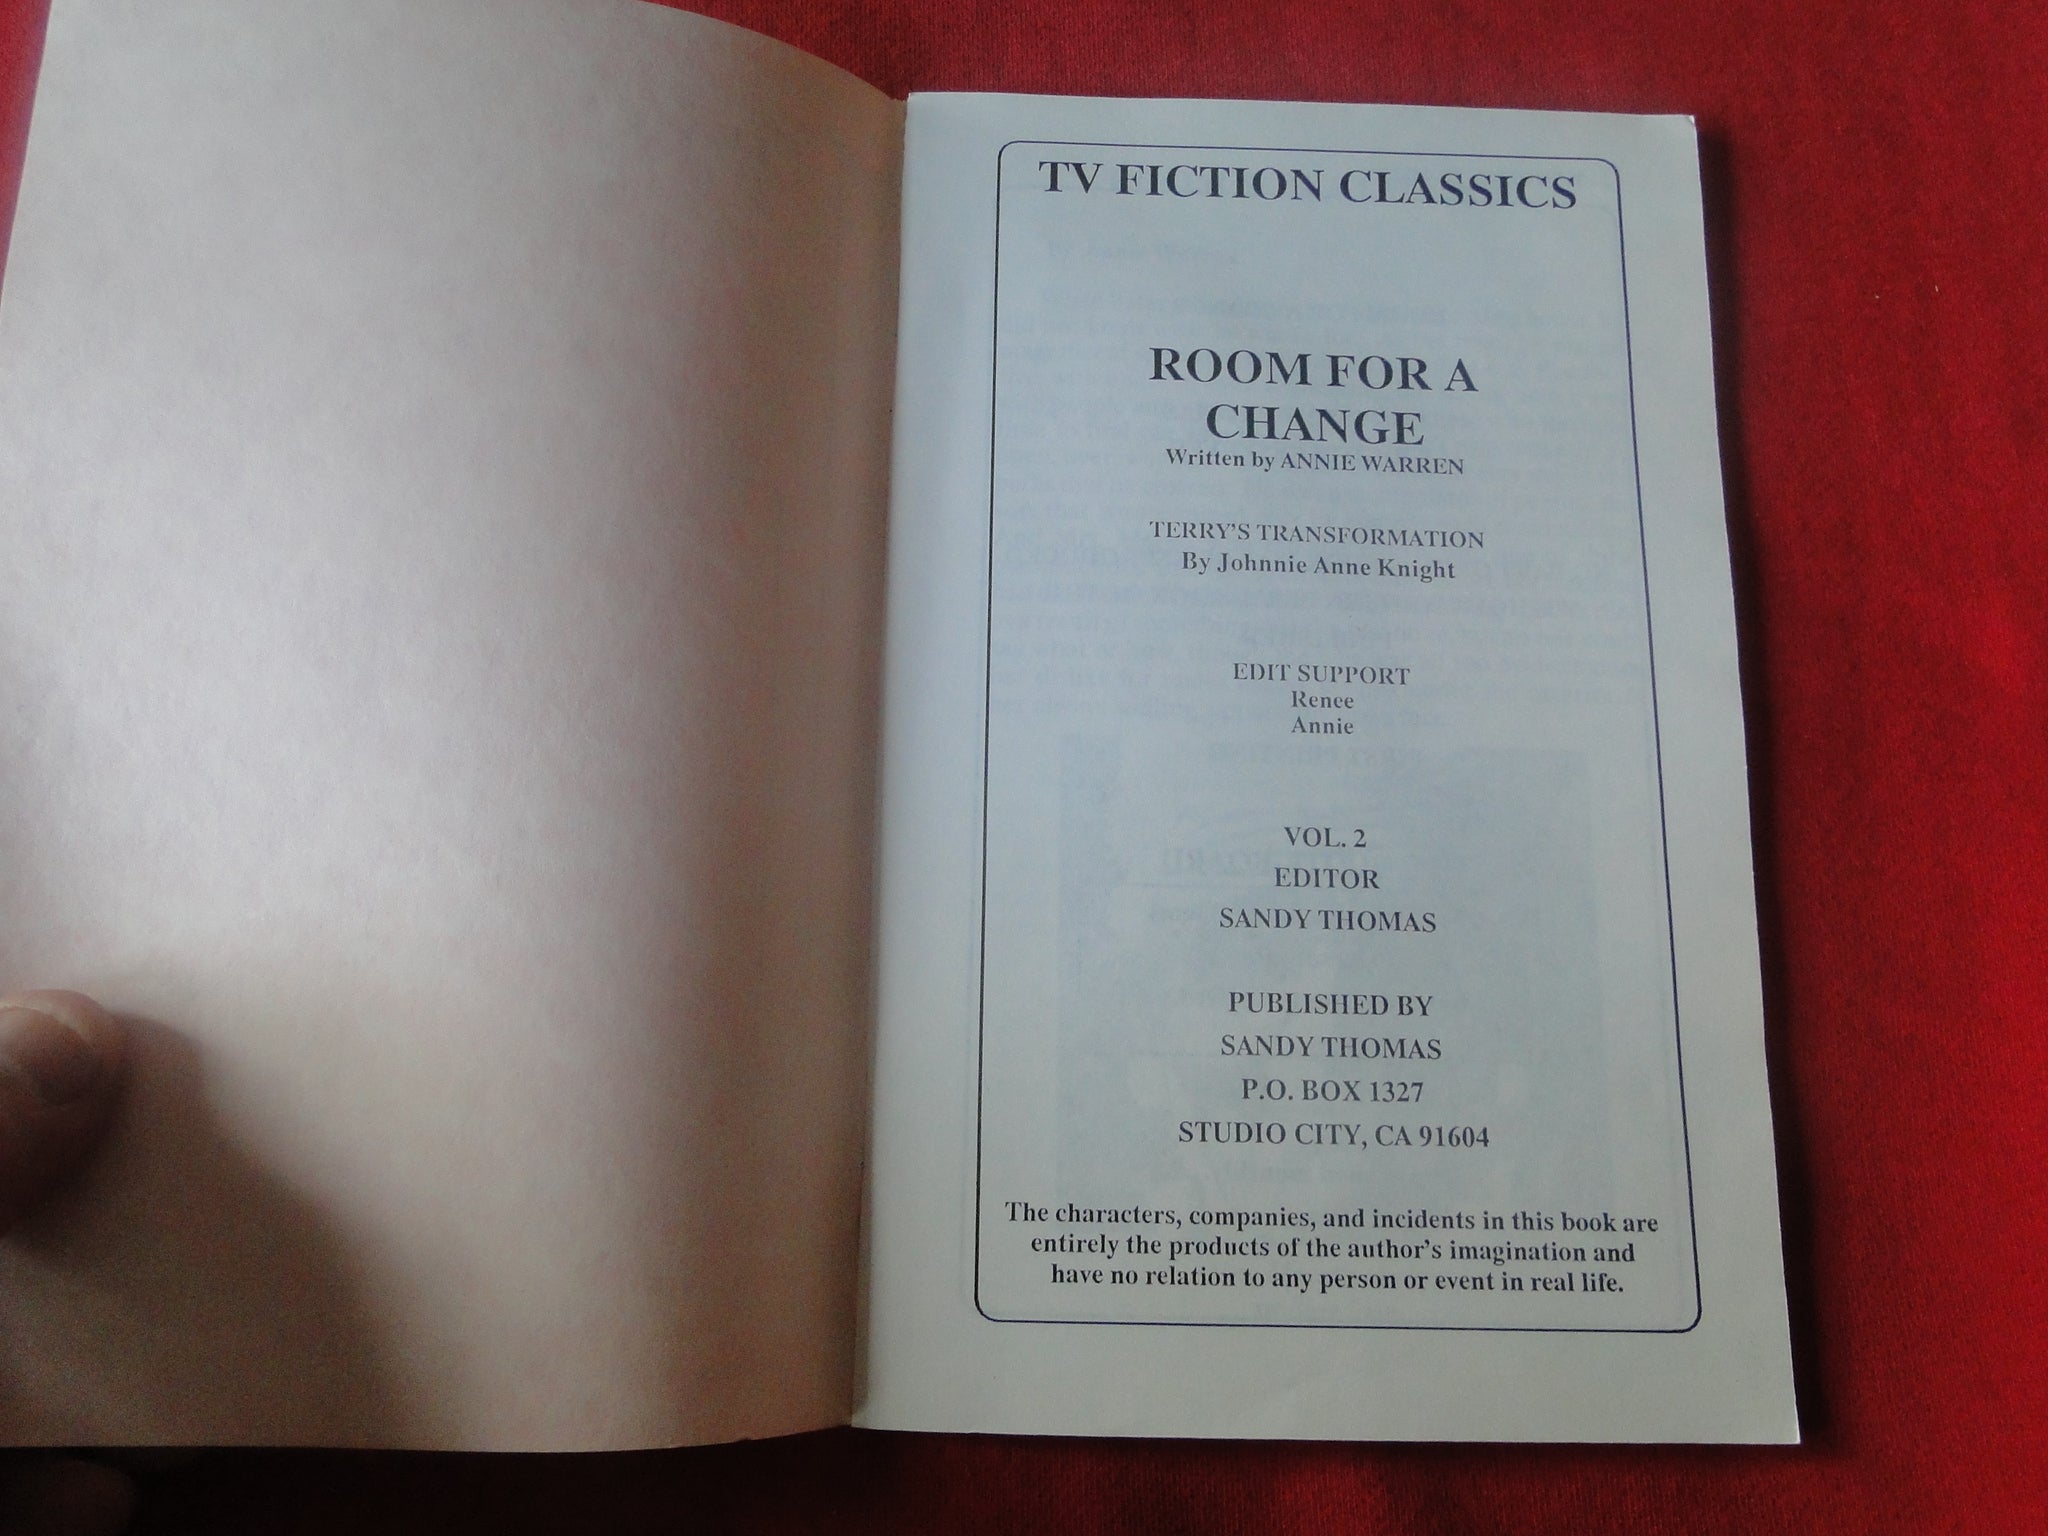 TV FICTION CLASSICS
ROOM FOR A
CHANGE
Written by ANNIE WARREN
TERRY'S TRANSFORMATION
By Johnnie Anne Knight
EDIT SUPPORT
Renee
Annie
VOL. 2
EDITOR
SANDY THOMAS
PUBLISHED BY
SANDY THOMAS
P.O. BOX 1327
STUDIO CITY, CA 91604
The characters, companies, and incidents in this book are
entirely the products of the author's imagination and
have no relation to any person or event in real life.